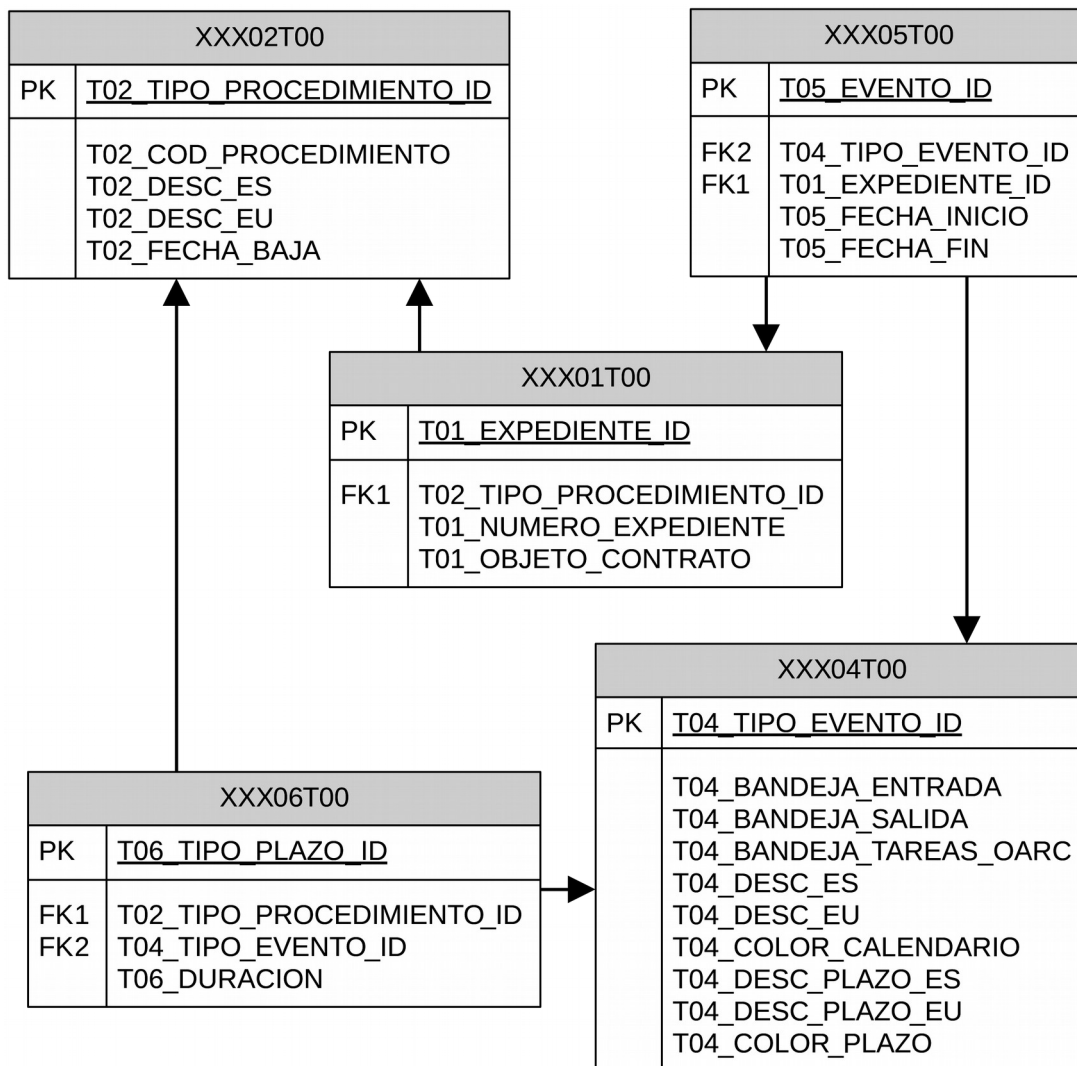 XXX02T00
PK T02_TIPO_PROCEDIMIENTO_ID
T02_COD_PROCEDIMIENTO
T02_DESC_ES
T02_DESC_EU
T02_FECHA_BAJA
XXX05T00
PK T05_EVENTO_ID
FK2 T04_TIPO_EVENTO_ID
FK1 T01_EXPEDIENTE_ID
T05_FECHA_INICIO
T05_FECHA_FIN
XXX01T00
PK T01_EXPEDIENTE_ID
FK1 T02_TIPO_PROCEDIMIENTO_ID
T01_NUMERO_EXPEDIENTE
T01_OBJETO_CONTRATO
XXX04T00
PK T04_TIPO_EVENTO_ID
T04_BANDEJA_ENTRADA
T04_BANDEJA_SALIDA
T04_BANDEJA_TAREAS_OARC
T04_DESC_ES
T04_DESC_EU
T04_COLOR_CALENDARIO
T04_DESC_PLAZO_ES
T04_DESC_PLAZO_EU
T04_COLOR_PLAZO
XXX06T00
PK T06_TIPO_PLAZO_ID
FK1 T02_TIPO_PROCEDIMIENTO_ID
FK2 T04_TIPO_EVENTO_ID
T06_DURACION